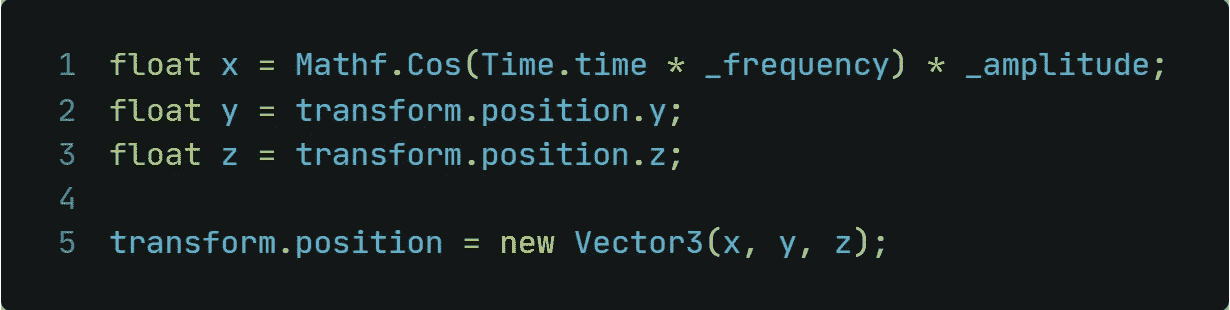 1 float x = Mathf.Cos(Time.time * _frequency) * _amplitude;
2 float y = transform.position.y;
3 float z = transform.position.z;
4
5 transform.position = new Vector3(x, y, z);